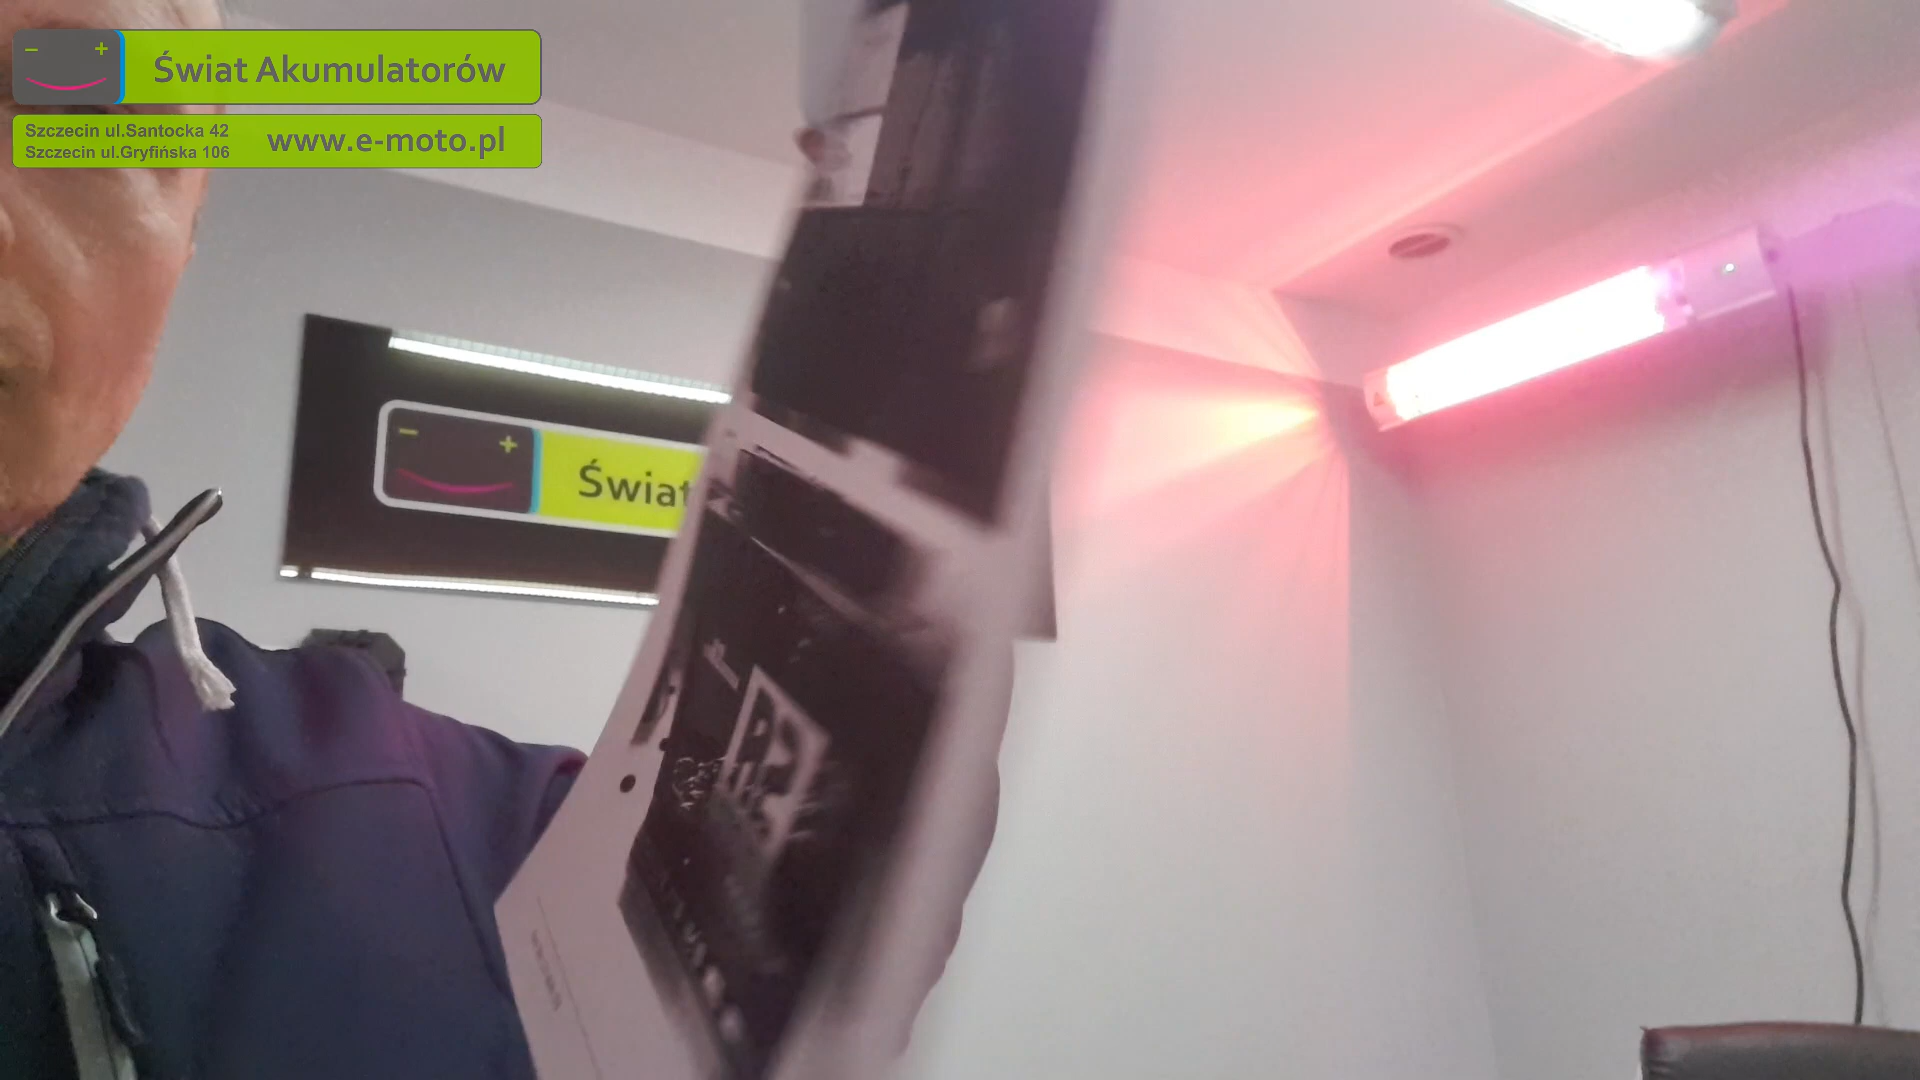 Świat Akumulatorów
Szczecin ul.Santocka 42
Szczecin ul.Gryfińska 106
www.e-moto.pl
Świat